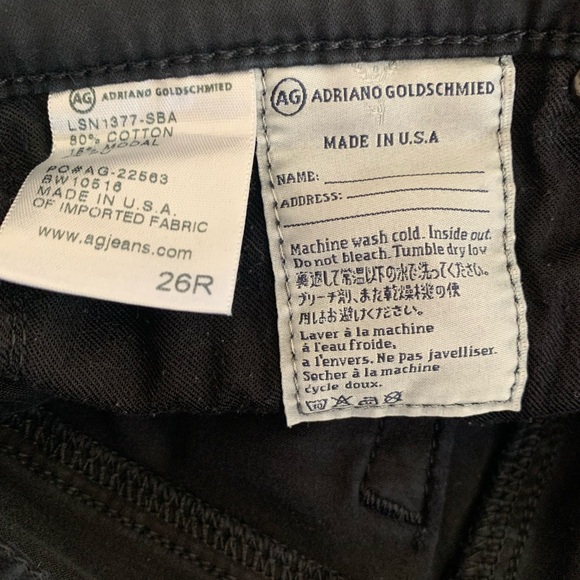 AG ADRIANO GOLDSCHMIED
LSN1377-SBA
80% COTTON
18% MODAL
PO#AG-22563
BW10516
MADE IN U.S.A.
OF IMPORTED FABRIC
www.agjeans.com
26R
AG ADRIANO GOLDSCHMIED
MADE IN U.S.A
NAME:
ADDRESS:
Machine wash cold. Inside out.
Do not bleach. Tumble dry low
裏返して常温以下の水で洗ってください。
ブリーチ剤、また乾燥機の使
用はお避けください。
Laver à la machine
à l'eau froide,
a l'envers. Ne pas javelliser.
Secher à la machine
cycle doux.